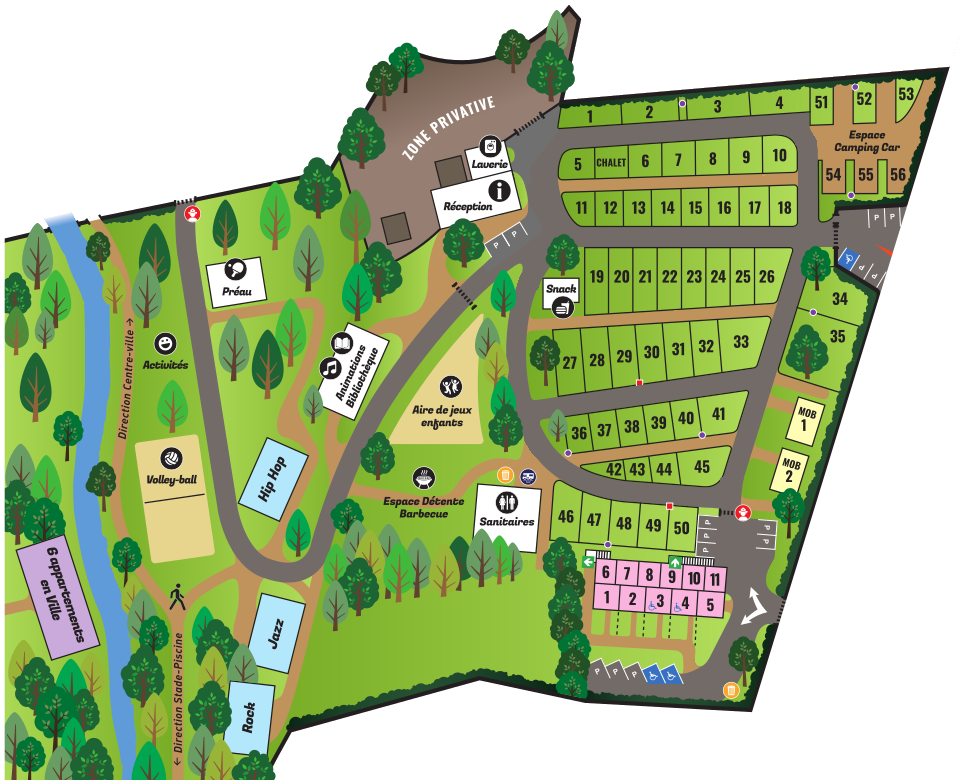 ZONE PRIVATIVE
1 2 3 4
51 52 53
Espace
Camping Car
54 55 56
5 CHALET 6 7 8 9 10
11 12 13 14 15 16 17 18
Laverie
i
Réception
P P
P P
P P
Préau
Snack
19 20 21 22 23 24 25 26
34
35
27 28 29 30 31 32 33
Activités
Animations
Bibliothèque
Direction Centre-ville →
Aire de jeux
enfants
36 37 38 39 40 41
MOB
1
42 43 44 45
MOB
2
Volley-ball
Hip Hop
Espace Détente
Barbecue
Sanitaires
46 47 48 49 50
P P
P P
P
6 appartements
en Ville
6 7 8 9 10 11
1 2 3 4 5
Jazz
← Direction Stade-Piscine
P P P
Rock